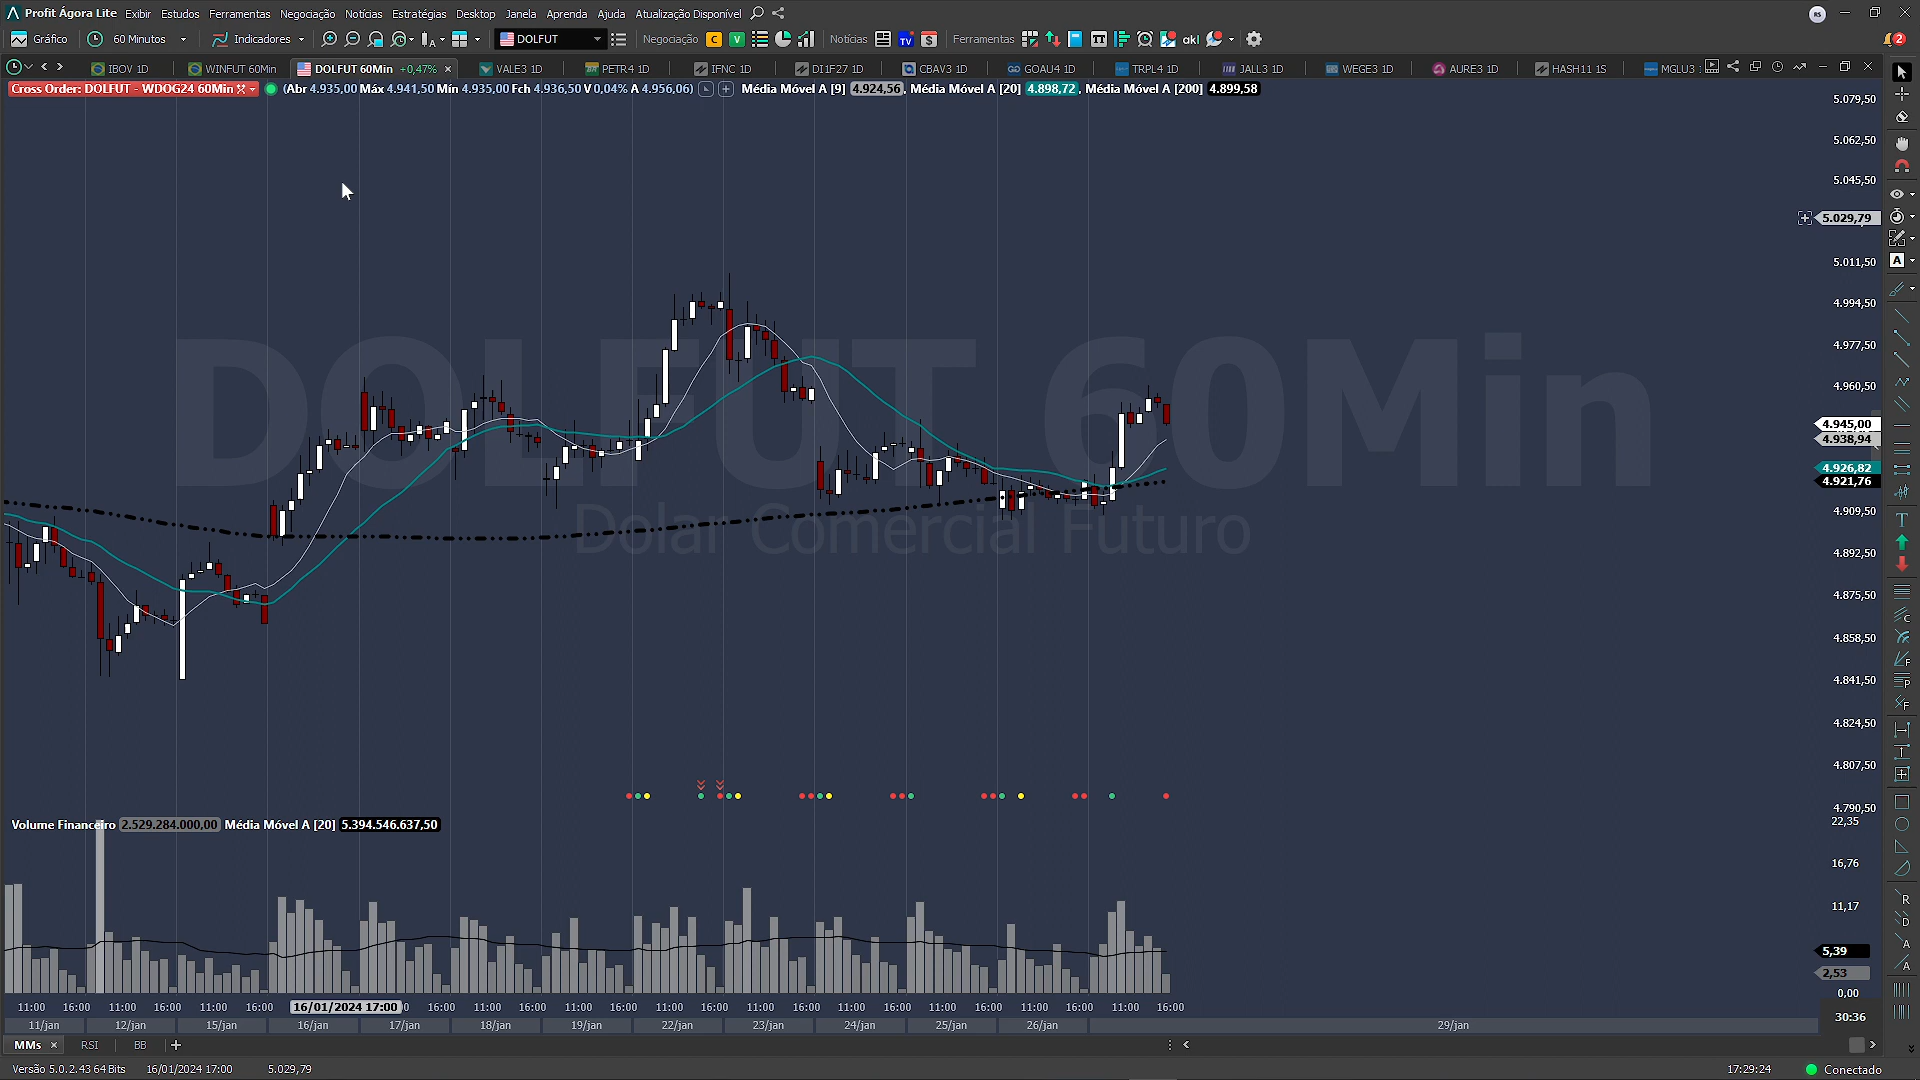 Profit Ágora Lite Exibir Estudos Ferramentas Negociação Notícias Estratégias Desktop Janela Aprenda Ajuda Atualização Disponível RS
Gráfico 60 Minutos Indicadores DOLFUT Negociação C V Notícias TV $ Ferramentas akl 2
IBOV 1D WINFUT 60Min DOLFUT 60Min +0,47% VALE3 1D PETR4 1D IFNC 1D DI1F27 1D CBAV3 1D GOAU4 1D TRPL4 1D JALL3 1D WEGE3 1D AURE3 1D HASH11 1S MGLU3
Cross Order: DOLFUT - WDOG24 60Min (Abr 4.935,00 Máx 4.941,50 Mín 4.935,00 Fch 4.936,50 V 0,04% A 4.956,06) Média Móvel A [9] 4.924,56, Média Móvel A [20] 4.898,72, Média Móvel A [200] 4.899,58
5.079,50
5.062,50
5.045,50
5.029,79
5.011,50
4.994,50
4.977,50
4.960,50
4.945,00
4.938,94
4.926,82
4.921,76
4.909,50
4.892,50
4.875,50
4.858,50
4.841,50
4.824,50
4.807,50
4.790,50
DOLFUT 60Min
Dolar Comercial Futuro
Volume Financeiro 2.529.284.000,00 Média Móvel A [20] 5.394.546.637,50
22,35
16,76
11,17
5,39
2,53
0,00
11:00 16:00 11:00 16:00 11:00 16:00 16/01/2024 17:00 16:00 11:00 16:00 11:00 16:00 11:00 16:00 11:00 16:00 11:00 16:00 11:00 16:00 11:00 16:00 11:00 16:00
30:36
11/jan 12/jan 15/jan 16/jan 17/jan 18/jan 19/jan 22/jan 23/jan 24/jan 25/jan 26/jan 29/jan
MMs RSI BB
Versão 5.0.2.43 64 Bits 16/01/2024 17:00 5.029,79 17:29:24 Conectado